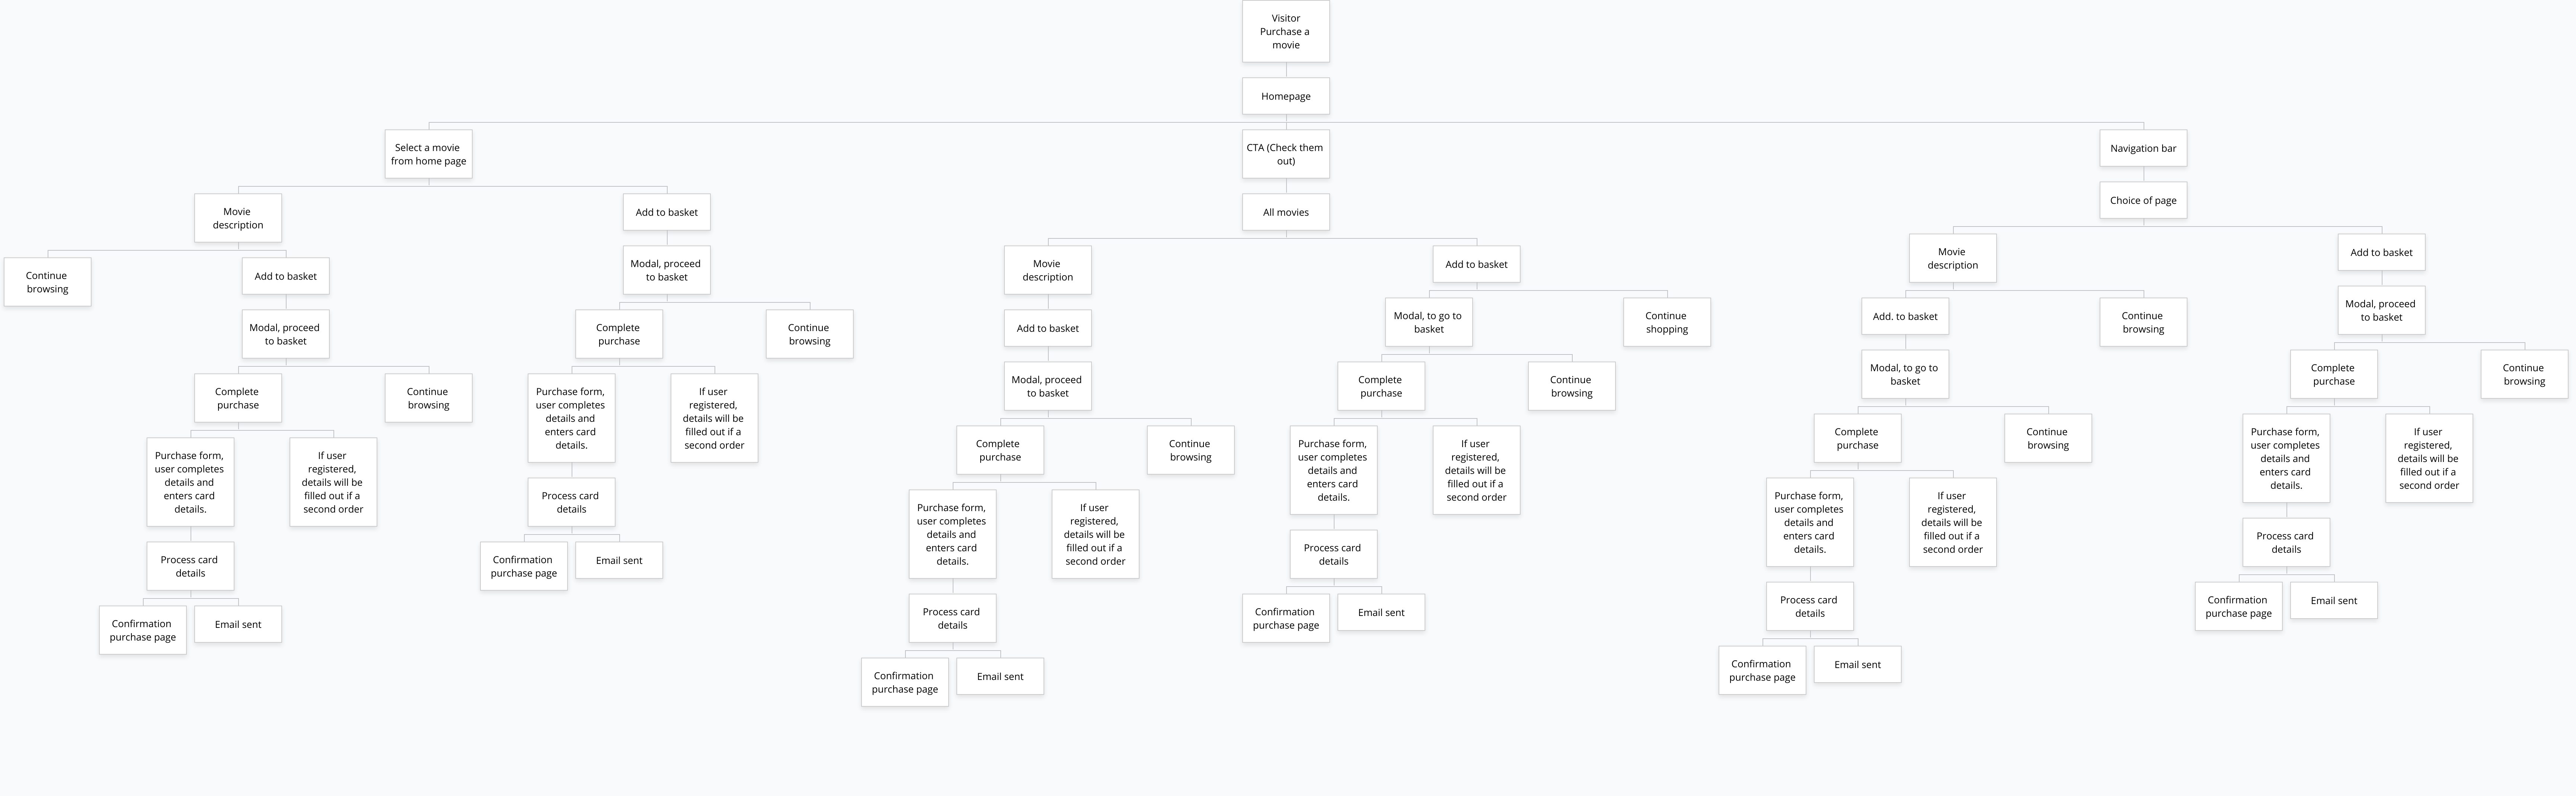 Visitor
Purchase a
movie
Homepage
Select a movie
from home page
CTA (Check them
out)
Navigation bar
Movie
description
Add to basket
All movies
Choice of page
Continue
browsing
Add to basket
Modal, proceed
to basket
Movie
description
Add to basket
Movie
description
Add to basket
Modal, proceed
to basket
Complete
purchase
Continue
browsing
Add to basket
Modal, to go to
basket
Continue
shopping
Add. to basket
Continue
browsing
Modal, proceed
to basket
Complete
purchase
Continue
browsing
Purchase form,
user completes
details and
enters card
details.
If user
registered,
details will be
filled out if a
second order
Modal, proceed
to basket
Complete
purchase
Continue
browsing
Modal, to go to
basket
Complete
purchase
Continue
browsing
Purchase form,
user completes
details and
enters card
details.
If user
registered,
details will be
filled out if a
second order
Process card
details
Complete
purchase
Continue
browsing
Purchase form,
user completes
details and
enters card
details.
If user
registered,
details will be
filled out if a
second order
Complete
purchase
Continue
browsing
Purchase form,
user completes
details and
enters card
details.
If user
registered,
details will be
filled out if a
second order
Process card
details
Confirmation
purchase page
Email sent
Purchase form,
user completes
details and
enters card
details.
If user
registered,
details will be
filled out if a
second order
Process card
details
Purchase form,
user completes
details and
enters card
details.
If user
registered,
details will be
filled out if a
second order
Process card
details
Confirmation
purchase page
Email sent
Process card
details
Confirmation
purchase page
Email sent
Process card
details
Confirmation
purchase page
Email sent
Confirmation
purchase page
Email sent
Confirmation
purchase page
Email sent